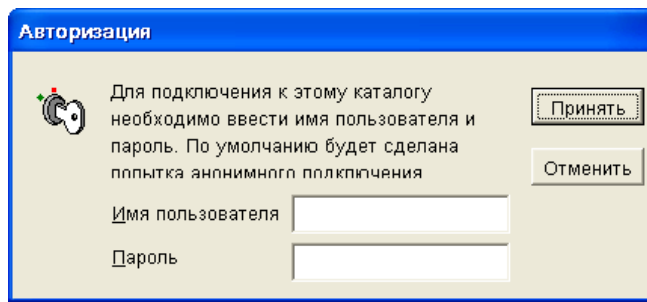 Авторизация
Для подключения к этому каталогу
необходимо ввести имя пользователя и
пароль. По умолчанию будет сделана
попытка анонимного подключения
Принять
Отменить
Имя пользователя
Пароль